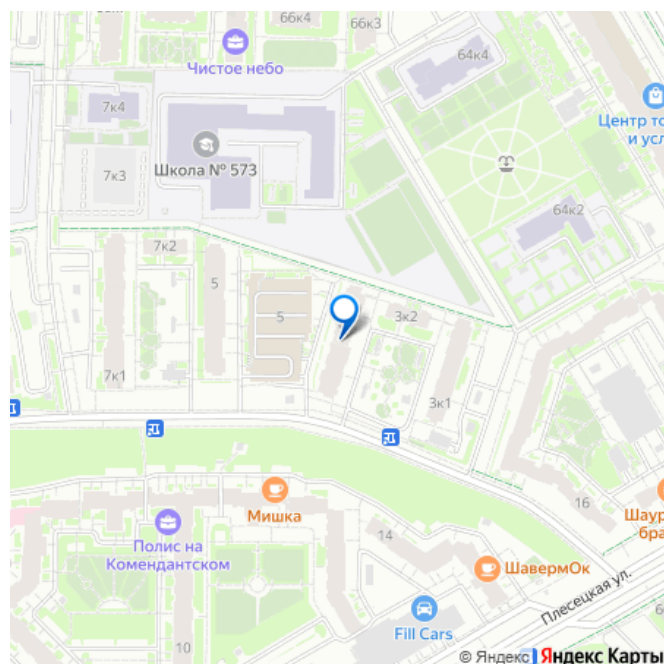 66к4
66к3
Чистое небо
64к4
7к4
Центр то
и усл
Школа № 573
7к3
64к2
7к2
5
5
3к2
7к1
3к1
Мишка
16
Шаур
бра
14
Полис на
Комендантском
ШавермОк
Плесецкая ул.
Fill Cars
10
© Яндекс Яндекс Карты